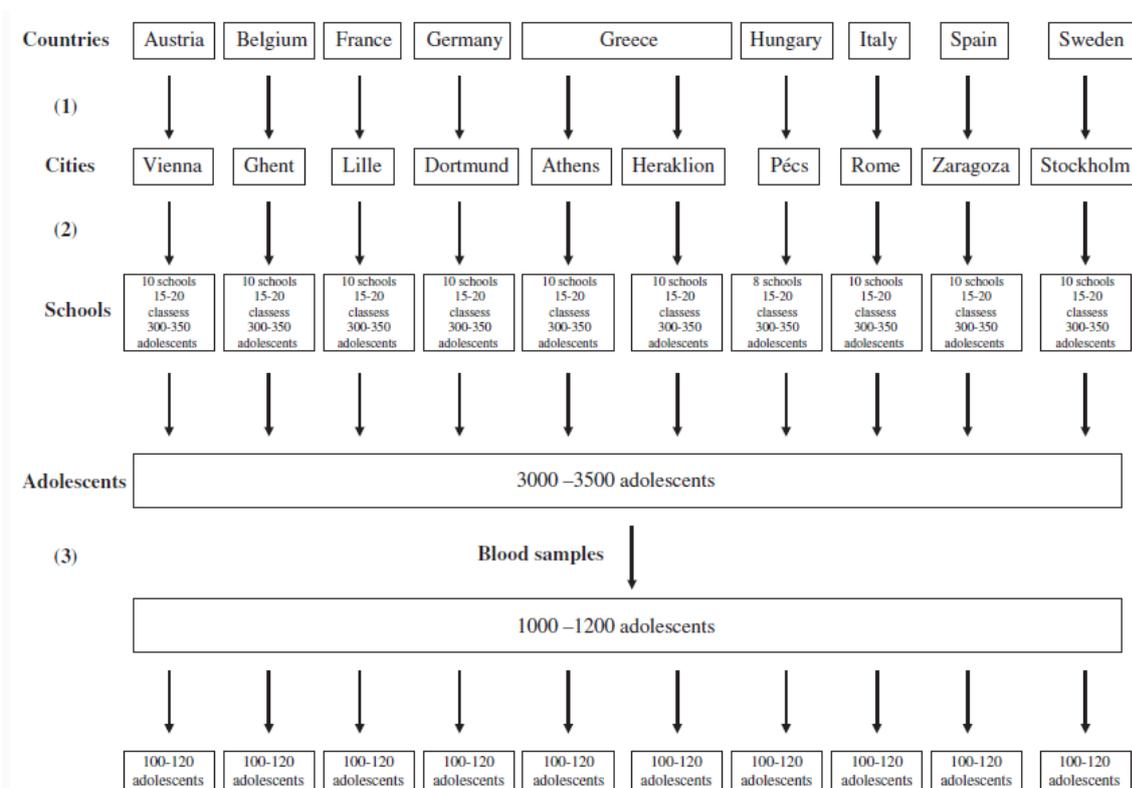 Countries Austria Belgium France Germany Greece Hungary Italy Spain Sweden
(1)
Cities Vienna Ghent Lille Dortmund Athens Heraklion Pécs Rome Zaragoza Stockholm
(2)
10 schools 10 schools 10 schools 10 schools 10 schools 10 schools 8 schools 10 schools 10 schools 10 schools
15-20 15-20 15-20 15-20 15-20 15-20 15-20 15-20 15-20 15-20
Schools classess classess classess classess classess classess classess classess classess classess
300-350 300-350 300-350 300-350 300-350 300-350 300-350 300-350 300-350 300-350
adolescents adolescents adolescents adolescents adolescents adolescents adolescents adolescents adolescents adolescents
Adolescents 3000 –3500 adolescents
(3) Blood samples
1000 –1200 adolescents
100-120 100-120 100-120 100-120 100-120 100-120 100-120 100-120 100-120 100-120
adolescents adolescents adolescents adolescents adolescents adolescents adolescents adolescents adolescents adolescents